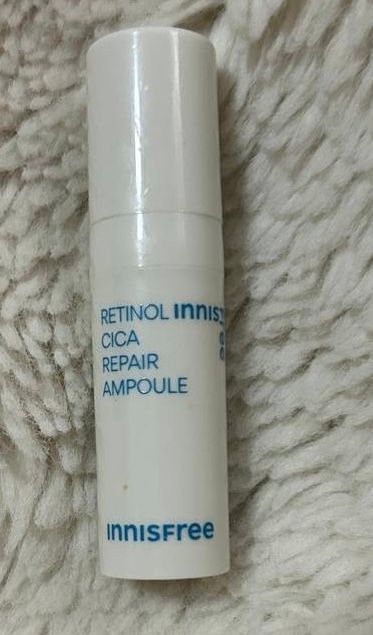 RETINOL INNIS
CICA
REPAIR
AMPOULE
INNISFree